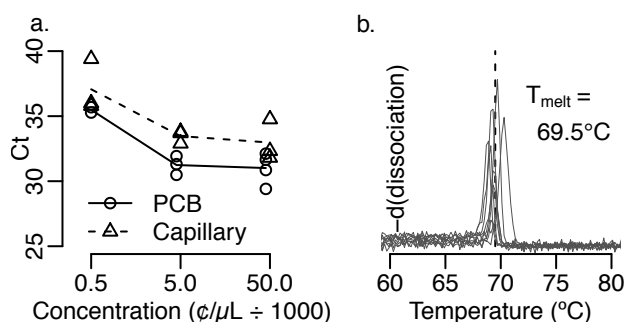 a.
Ct
40
35
30
25
PCB
Capillary
0.5 5.0 50.0
Concentration (¢/µL ÷ 1000)
b.
−d(dissociation)
Tmelt =
69.5°C
60 65 70 75 80
Temperature (ºC)